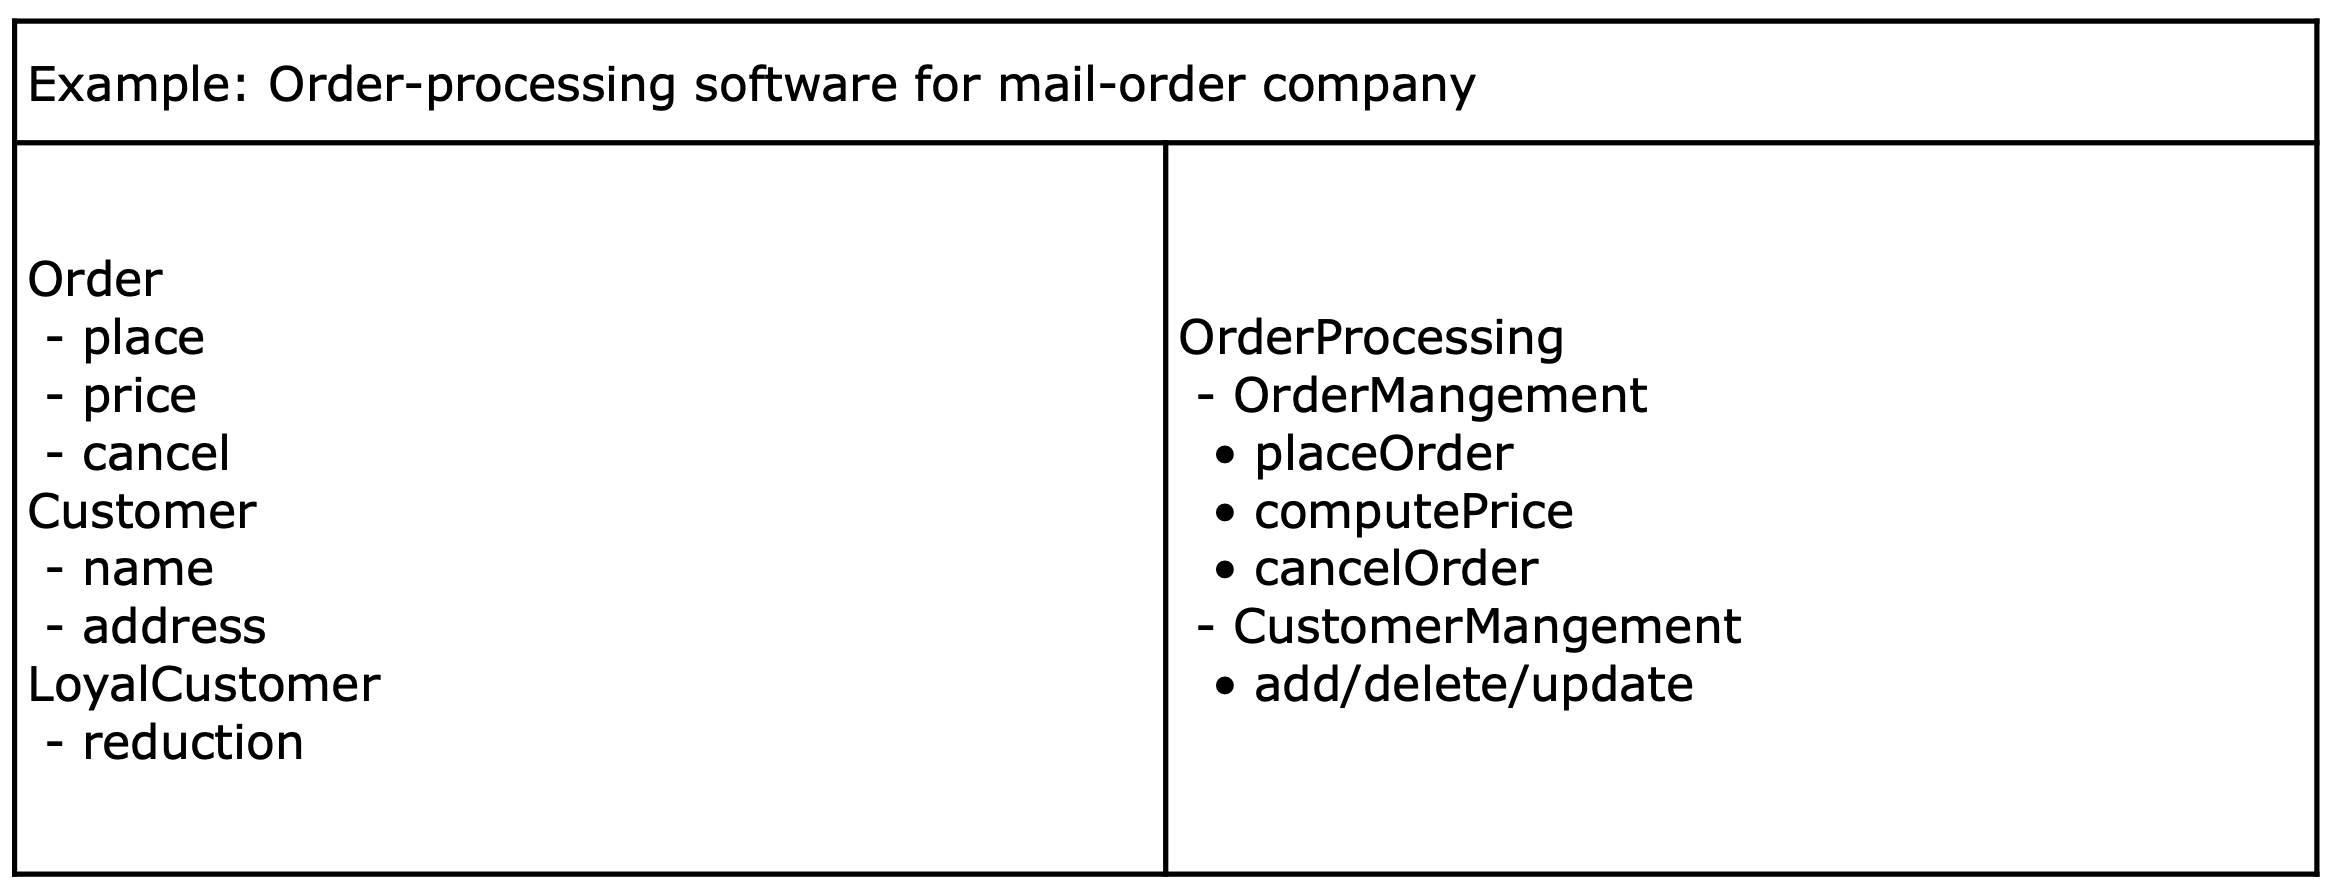 Example: Order-processing software for mail-order company
Order
- place
- price
- cancel
Customer
- name
- address
LoyalCustomer
- reduction
OrderProcessing
- OrderMangement
• placeOrder
• computePrice
• cancelOrder
- CustomerMangement
• add/delete/update